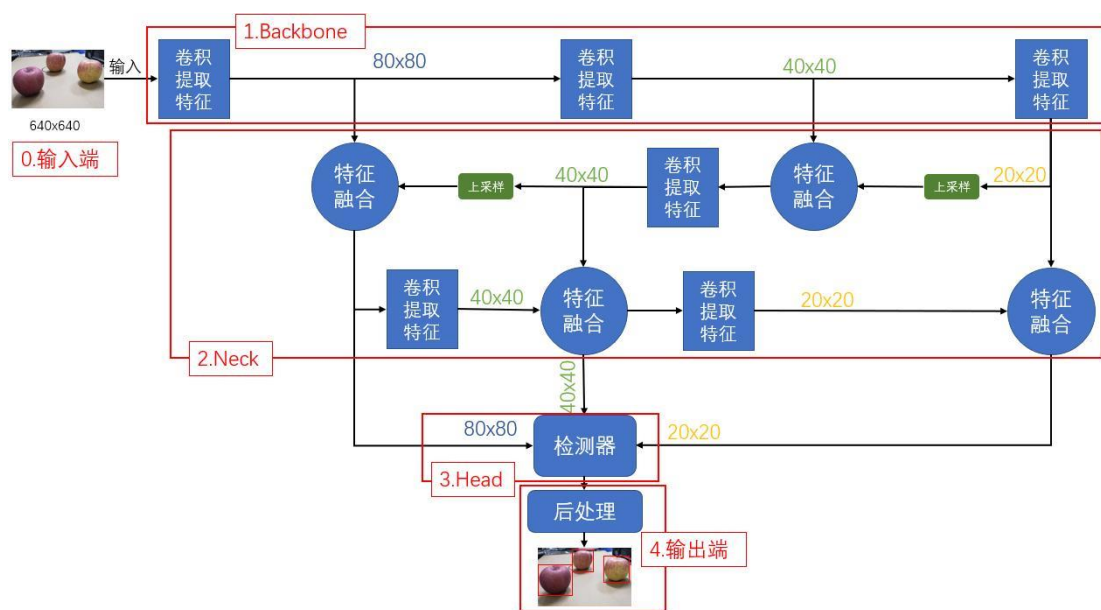 1.Backbone
输入
卷积
提取
特征
80x80
卷积
提取
特征
40x40
卷积
提取
特征
640x640
0.输入端
特征
融合
上采样
40x40
卷积
提取
特征
特征
融合
上采样
20x20
卷积
提取
特征
40x40
特征
融合
卷积
提取
特征
20x20
特征
融合
2.Neck
40x40
80x80
检测器
20x20
3.Head
后处理
4.输出端